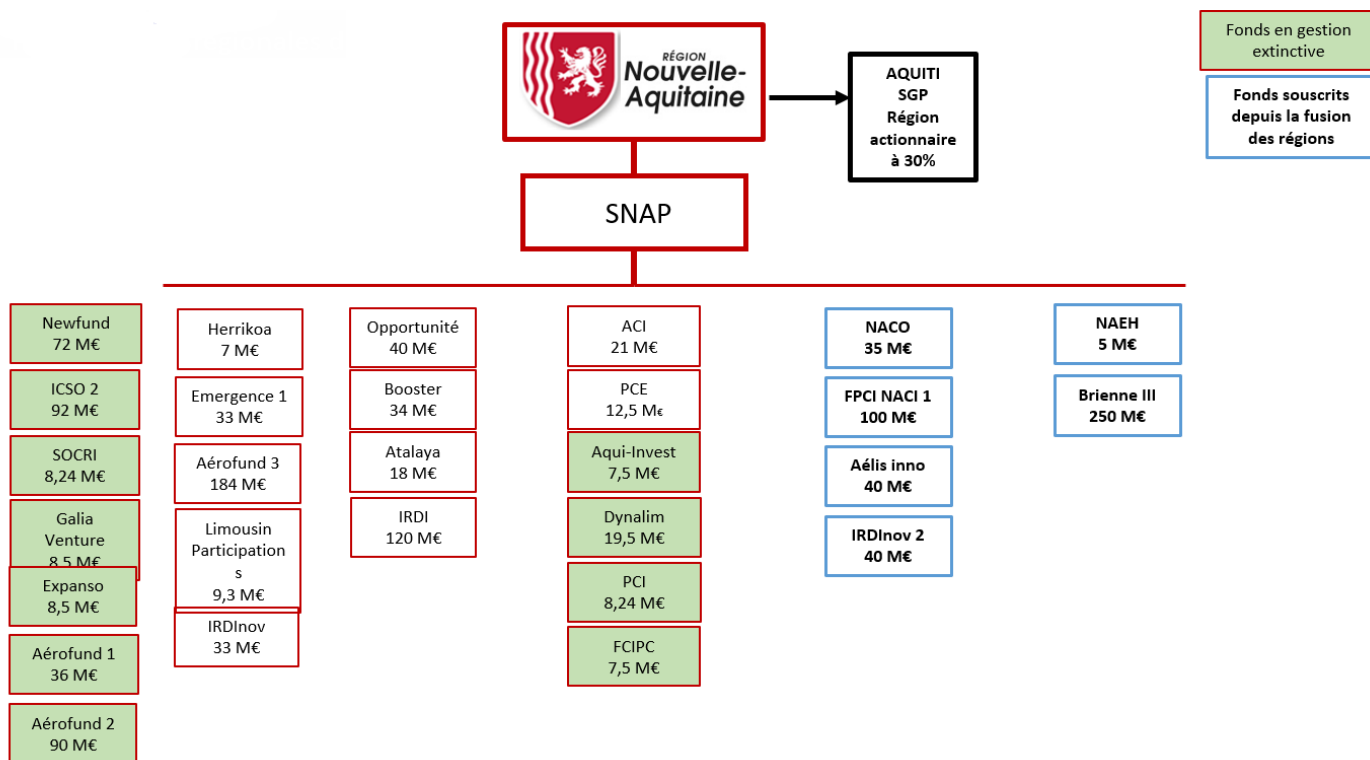 RÉGION
Nouvelle-
Aquitaine
AQUITI
SGP
Région
actionnaire
à 30%
Fonds en gestion
extinctive
Fonds souscrits
depuis la fusion
des régions
SNAP
Newfund
72 M€
ICSO 2
92 M€
SOCRI
8,24 M€
Galia
Venture
8,5 M€
Expanso
8,5 M€
Aérofund 1
36 M€
Aérofund 2
90 M€
Herrikoa
7 M€
Emergence 1
33 M€
Aérofund 3
184 M€
Limousin
Participation
s
9,3 M€
IRDInov
33 M€
Opportunité
40 M€
Booster
34 M€
Atalaya
18 M€
IRDI
120 M€
ACI
21 M€
PCE
12,5 M€
Aqui-Invest
7,5 M€
Dynalim
19,5 M€
PCI
8,24 M€
FCIPC
7,5 M€
NACO
35 M€
FPCI NACI 1
100 M€
Aélis inno
40 M€
IRDInov 2
40 M€
NAEH
5 M€
Brienne III
250 M€